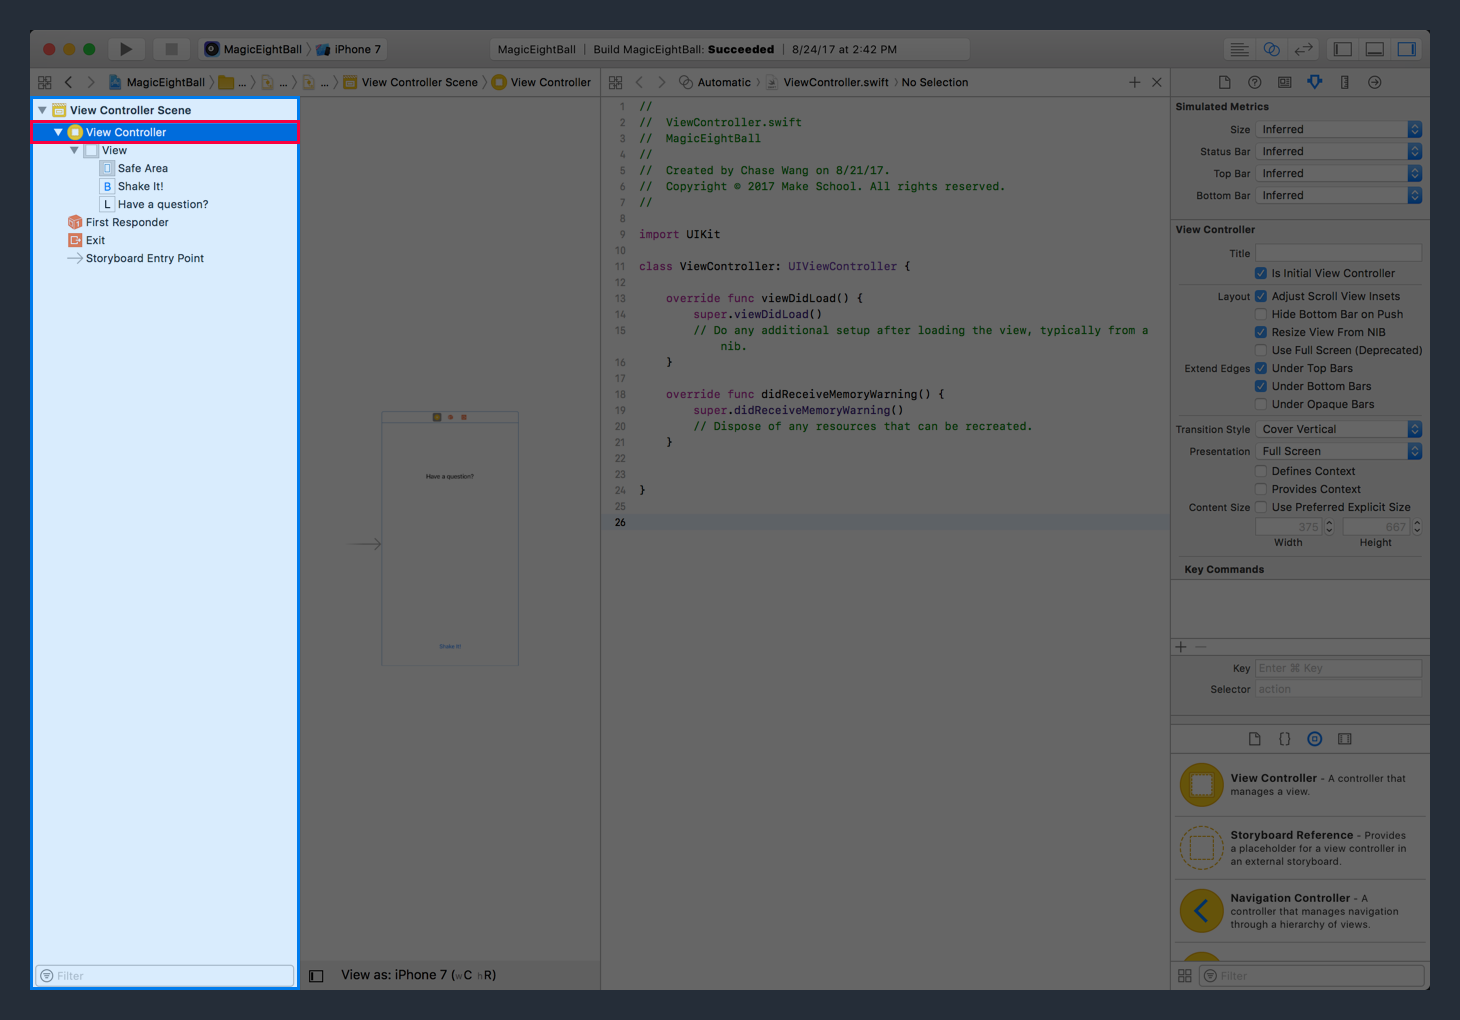 MagicEightBall
iPhone 7
MagicEightBall | Build MagicEightBall: Succeeded | 8/24/17 at 2:42 PM
MagicEightBall
...
...
...
View Controller Scene
View Controller
Automatic
ViewController.swift
No Selection
View Controller Scene
View Controller
View
Safe Area
B Shake It!
L Have a question?
First Responder
Exit
Storyboard Entry Point
Filter
Have a question?
Shake It!
View as: iPhone 7 (wC hR)
1 //
2 //  ViewController.swift
3 //  MagicEightBall
4 //
5 //  Created by Chase Wang on 8/21/17.
6 //  Copyright © 2017 Make School. All rights reserved.
7 //
8
9 import UIKit
10
11 class ViewController: UIViewController {
12
13     override func viewDidLoad() {
14         super.viewDidLoad()
15         // Do any additional setup after loading the view, typically from a
nib.
16     }
17
18     override func didReceiveMemoryWarning() {
19         super.didReceiveMemoryWarning()
20         // Dispose of any resources that can be recreated.
21     }
22
23
24 }
25
26
Simulated Metrics
Size Inferred
Status Bar Inferred
Top Bar Inferred
Bottom Bar Inferred
View Controller
Title
Is Initial View Controller
Layout Adjust Scroll View Insets
Hide Bottom Bar on Push
Resize View From NIB
Use Full Screen (Deprecated)
Extend Edges Under Top Bars
Under Bottom Bars
Under Opaque Bars
Transition Style Cover Vertical
Presentation Full Screen
Defines Context
Provides Context
Content Size Use Preferred Explicit Size
375 667
Width Height
Key Commands
Key Enter ⌘ Key
Selector action
{}
View Controller - A controller that
manages a view.
Storyboard Reference - Provides
a placeholder for a view controller in
an external storyboard.
Navigation Controller - A
controller that manages navigation
through a hierarchy of views.
Filter